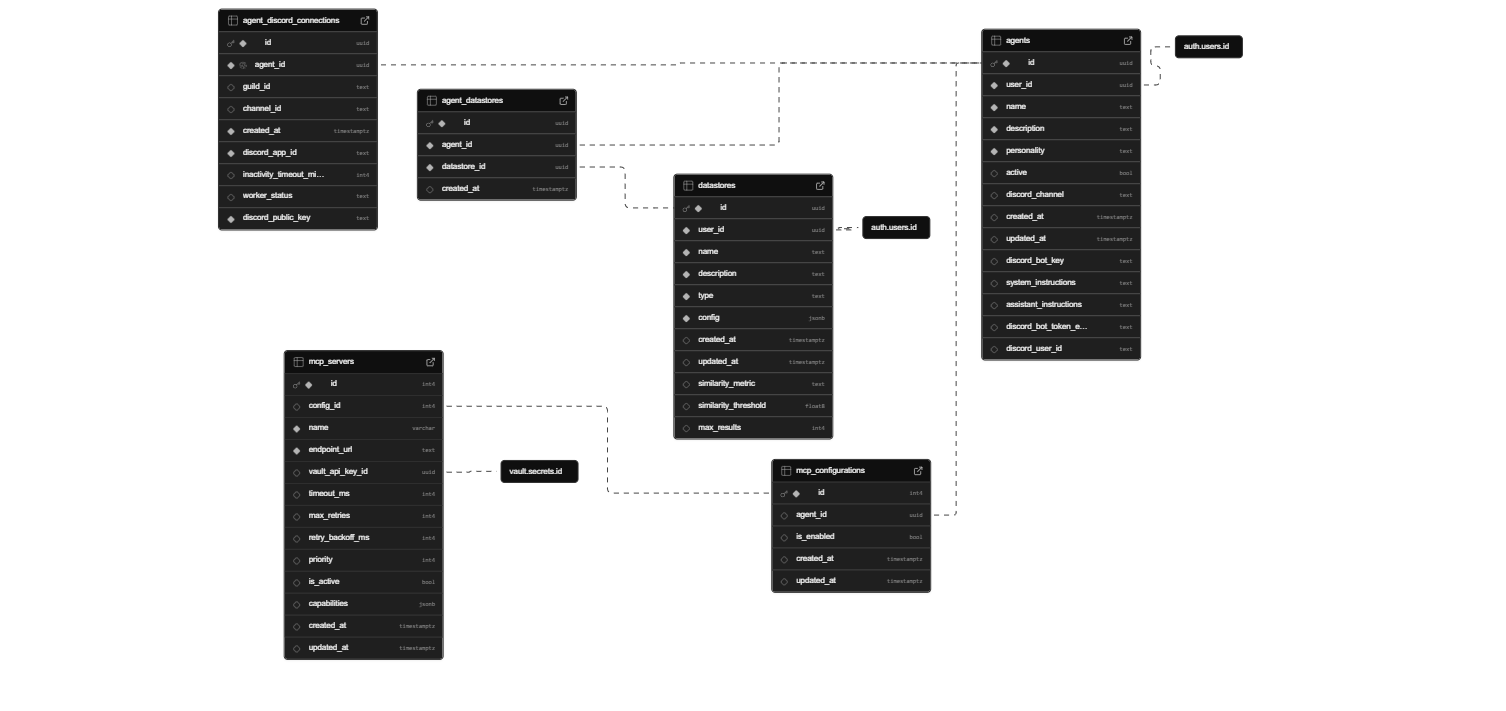 agent_discord_connections
id uuid
agent_id uuid
guild_id text
channel_id text
created_at timestamptz
discord_app_id text
inactivity_timeout_mi... int4
worker_status text
discord_public_key text
agent_datastores
id uuid
agent_id uuid
datastore_id uuid
created_at timestamptz
datastores
id uuid
user_id uuid
name text
description text
type text
config jsonb
created_at timestamptz
updated_at timestamptz
similarity_metric text
similarity_threshold float8
max_results int4
auth.users.id
agents
id uuid
user_id uuid
name text
description text
personality text
active bool
discord_channel text
created_at timestamptz
updated_at timestamptz
discord_bot_key text
system_instructions text
assistant_instructions text
discord_bot_token_e... text
discord_user_id text
auth.users.id
mcp_servers
id int4
config_id int4
name varchar
endpoint_url text
vault_api_key_id uuid
timeout_ms int4
max_retries int4
retry_backoff_ms int4
priority int4
is_active bool
capabilities jsonb
created_at timestamptz
updated_at timestamptz
vault.secrets.id
mcp_configurations
id int4
agent_id uuid
is_enabled bool
created_at timestamptz
updated_at timestamptz